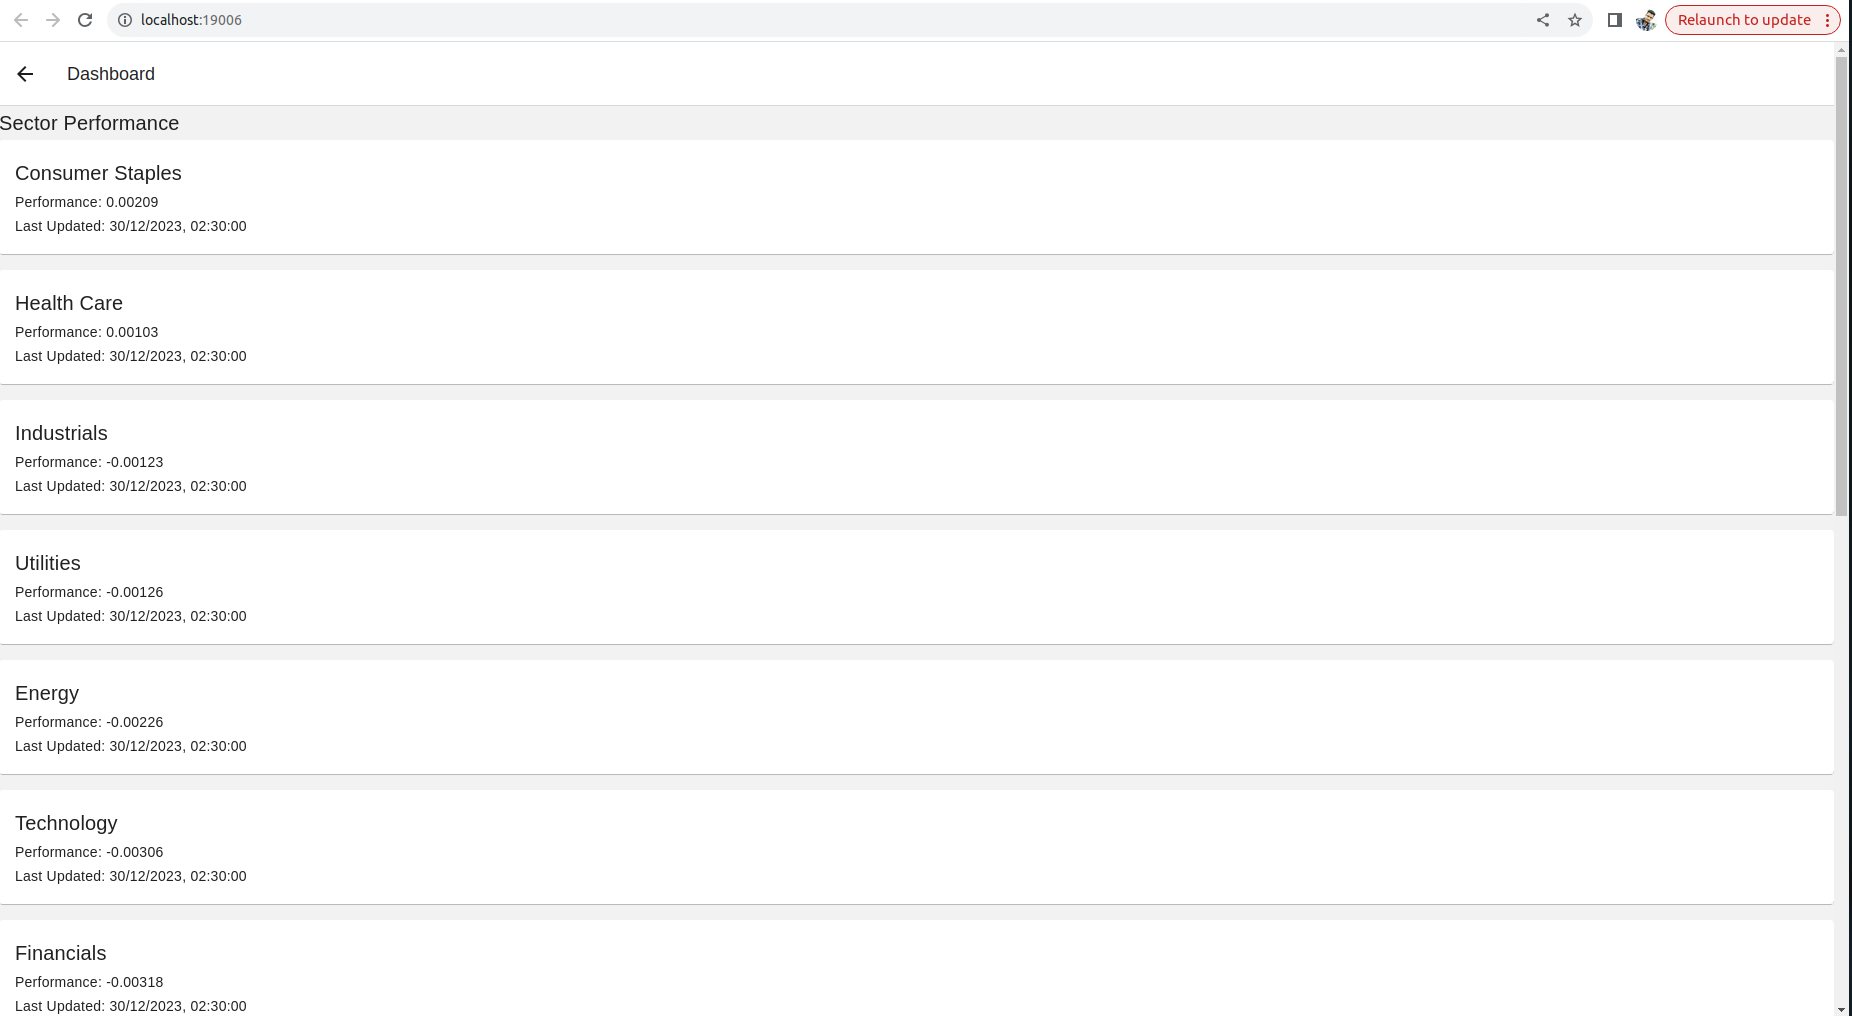 localhost:19006
Relaunch to update
Dashboard
Sector Performance
Consumer Staples
Performance: 0.00209
Last Updated: 30/12/2023, 02:30:00
Health Care
Performance: 0.00103
Last Updated: 30/12/2023, 02:30:00
Industrials
Performance: -0.00123
Last Updated: 30/12/2023, 02:30:00
Utilities
Performance: -0.00126
Last Updated: 30/12/2023, 02:30:00
Energy
Performance: -0.00226
Last Updated: 30/12/2023, 02:30:00
Technology
Performance: -0.00306
Last Updated: 30/12/2023, 02:30:00
Financials
Performance: -0.00318
Last Updated: 30/12/2023, 02:30:00